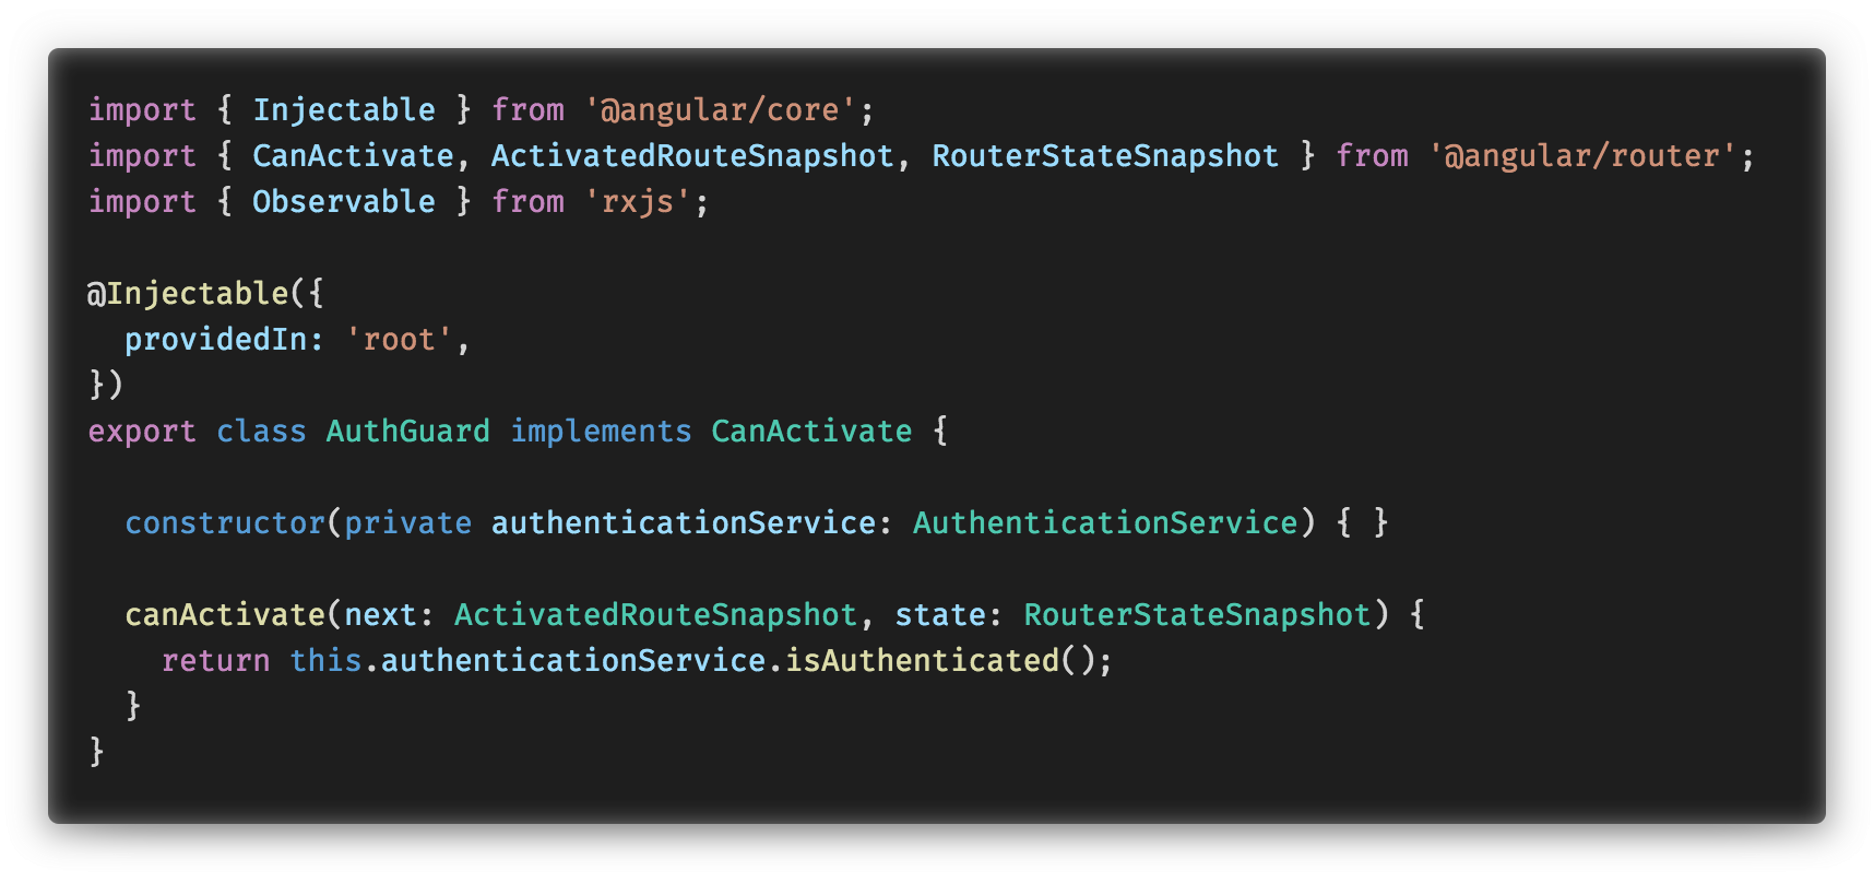 import { Injectable } from '@angular/core';
import { CanActivate, ActivatedRouteSnapshot, RouterStateSnapshot } from '@angular/router';
import { Observable } from 'rxjs';
@Injectable({
  providedIn: 'root',
})
export class AuthGuard implements CanActivate {
  constructor(private authenticationService: AuthenticationService) { }
  canActivate(next: ActivatedRouteSnapshot, state: RouterStateSnapshot) {
    return this.authenticationService.isAuthenticated();
  }
}